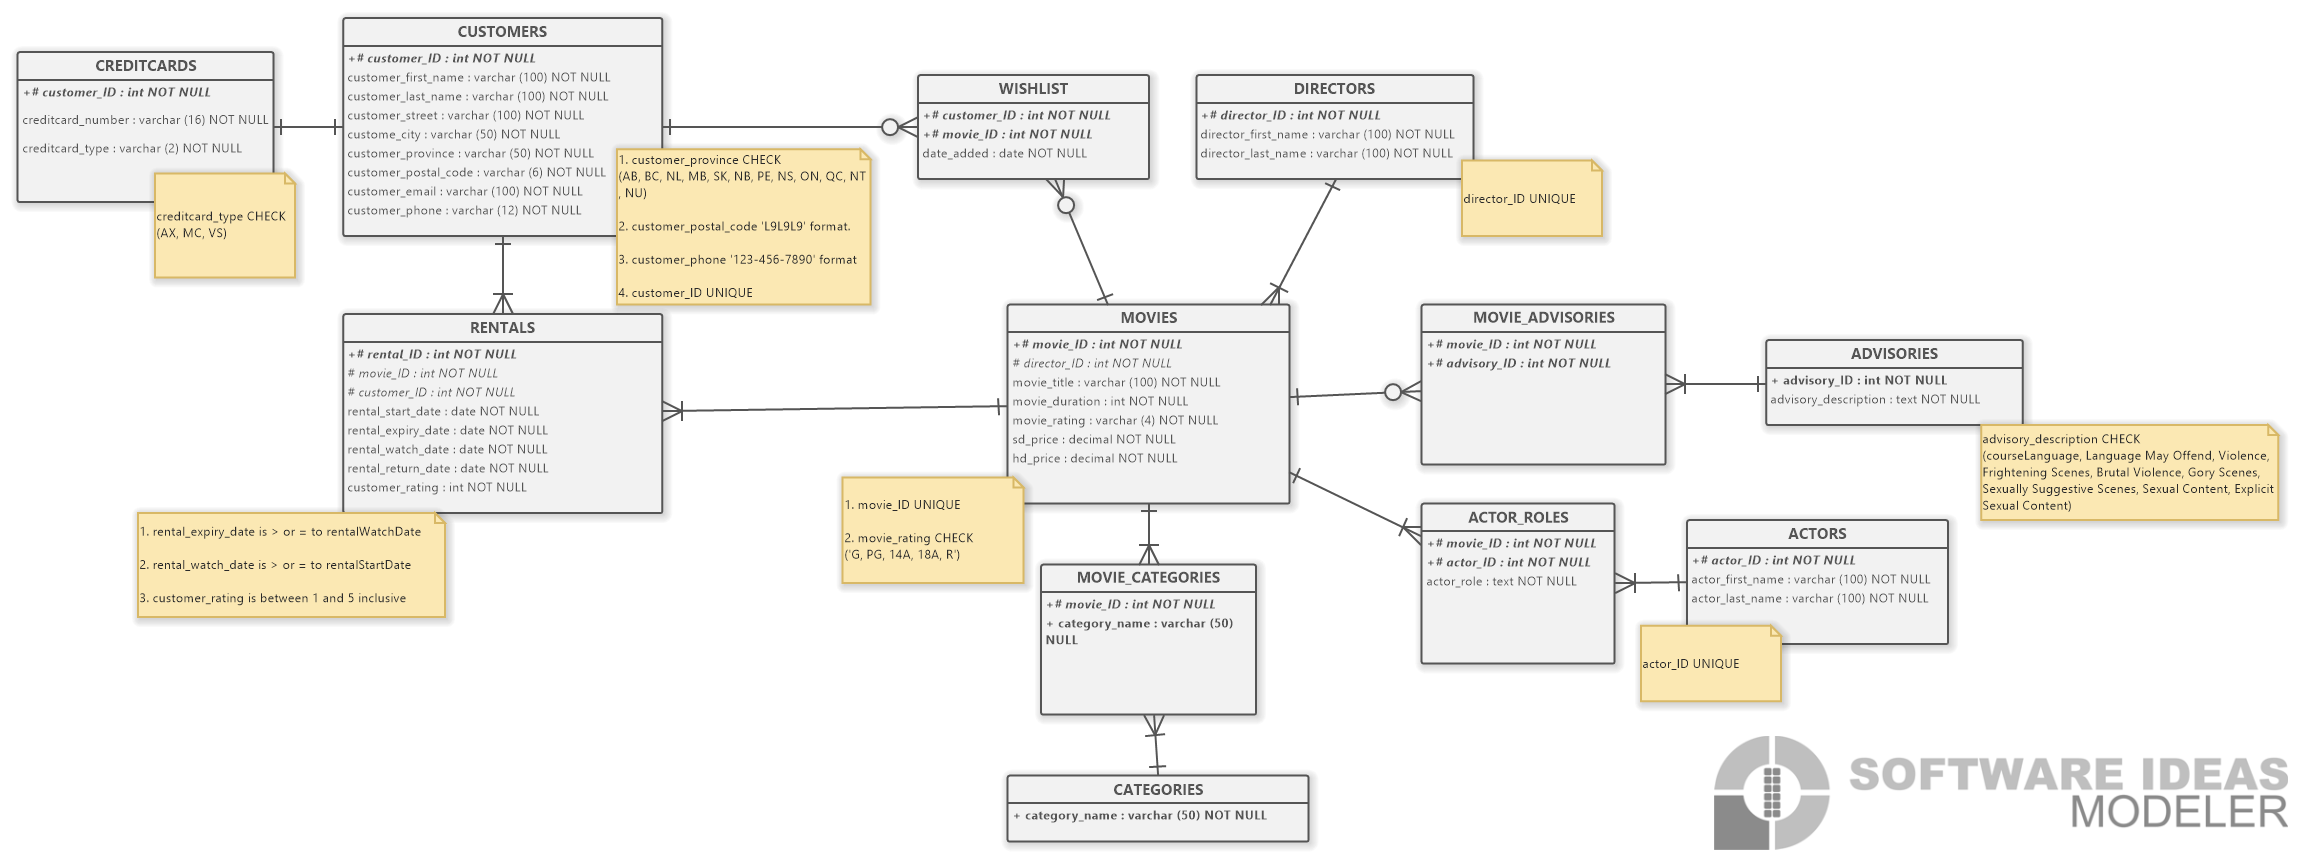 CREDITCARDS
+# customer_ID : int NOT NULL
creditcard_number : varchar (16) NOT NULL
creditcard_type : varchar (2) NOT NULL
creditcard_type CHECK
(AX, MC, VS)
CUSTOMERS
+# customer_ID : int NOT NULL
customer_first_name : varchar (100) NOT NULL
customer_last_name : varchar (100) NOT NULL
customer_street : varchar (100) NOT NULL
custome_city : varchar (50) NOT NULL
customer_province : varchar (50) NOT NULL
customer_postal_code : varchar (6) NOT NULL
customer_email : varchar (100) NOT NULL
customer_phone : varchar (12) NOT NULL
1. customer_province CHECK
(AB, BC, NL, MB, SK, NB, PE, NS, ON, QC, NT
, NU)
2. customer_postal_code 'L9L9L9' format.
3. customer_phone '123-456-7890' format
4. customer_ID UNIQUE
WISHLIST
+# customer_ID : int NOT NULL
+# movie_ID : int NOT NULL
date_added : date NOT NULL
DIRECTORS
+# director_ID : int NOT NULL
director_first_name : varchar (100) NOT NULL
director_last_name : varchar (100) NOT NULL
director_ID UNIQUE
RENTALS
+# rental_ID : int NOT NULL
# movie_ID : int NOT NULL
# customer_ID : int NOT NULL
rental_start_date : date NOT NULL
rental_expiry_date : date NOT NULL
rental_watch_date : date NOT NULL
rental_return_date : date NOT NULL
customer_rating : int NOT NULL
1. rental_expiry_date is > or = to rentalWatchDate
2. rental_watch_date is > or = to rentalStartDate
3. customer_rating is between 1 and 5 inclusive
MOVIES
+# movie_ID : int NOT NULL
# director_ID : int NOT NULL
movie_title : varchar (100) NOT NULL
movie_duration : int NOT NULL
movie_rating : varchar (4) NOT NULL
sd_price : decimal NOT NULL
hd_price : decimal NOT NULL
1. movie_ID UNIQUE
2. movie_rating CHECK
('G, PG, 14A, 18A, R')
MOVIE_ADVISORIES
+# movie_ID : int NOT NULL
+# advisory_ID : int NOT NULL
ADVISORIES
+ advisory_ID : int NOT NULL
advisory_description : text NOT NULL
advisory_description CHECK
(courseLanguage, Language May Offend, Violence,
Frightening Scenes, Brutal Violence, Gory Scenes,
Sexually Suggestive Scenes, Sexual Content, Explicit
Sexual Content)
ACTOR_ROLES
+# movie_ID : int NOT NULL
+# actor_ID : int NOT NULL
actor_role : text NOT NULL
ACTORS
+# actor_ID : int NOT NULL
actor_first_name : varchar (100) NOT NULL
actor_last_name : varchar (100) NOT NULL
actor_ID UNIQUE
MOVIE_CATEGORIES
+# movie_ID : int NOT NULL
+ category_name : varchar (50)
NULL
CATEGORIES
+ category_name : varchar (50) NOT NULL
SOFTWARE IDEAS
MODELER